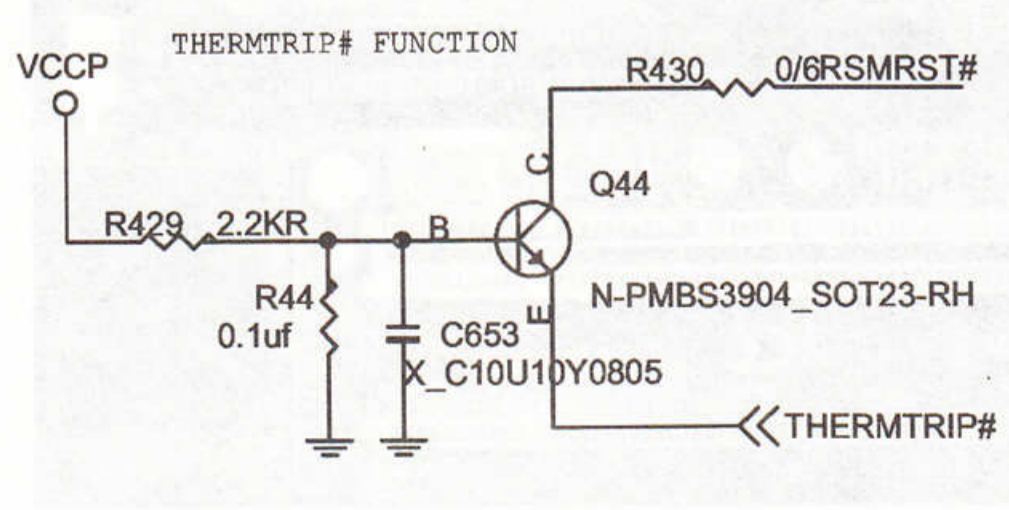 THERMTRIP# FUNCTION
VCCP
R430 0/6RSMRST#
C
Q44
R429 2.2KR
B
R44
0.1uf
N-PMBS3904_SOT23-RH
E
C653
X_C10U10Y0805
THERMTRIP#